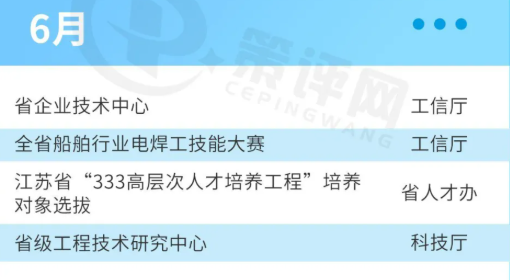 6月
策评网
CEPINGWANG
省企业技术中心 工信厅
全省船舶行业电焊工技能大赛 工信厅
江苏省“333高层次人才培养工程”培养
对象选拔 省人才办
省级工程技术研究中心 科技厅